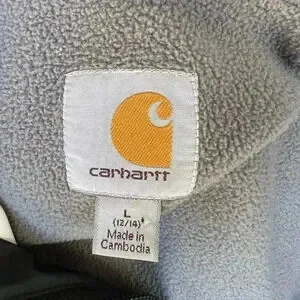 carhartt
L
(12/14)*
Made in
Cambodia